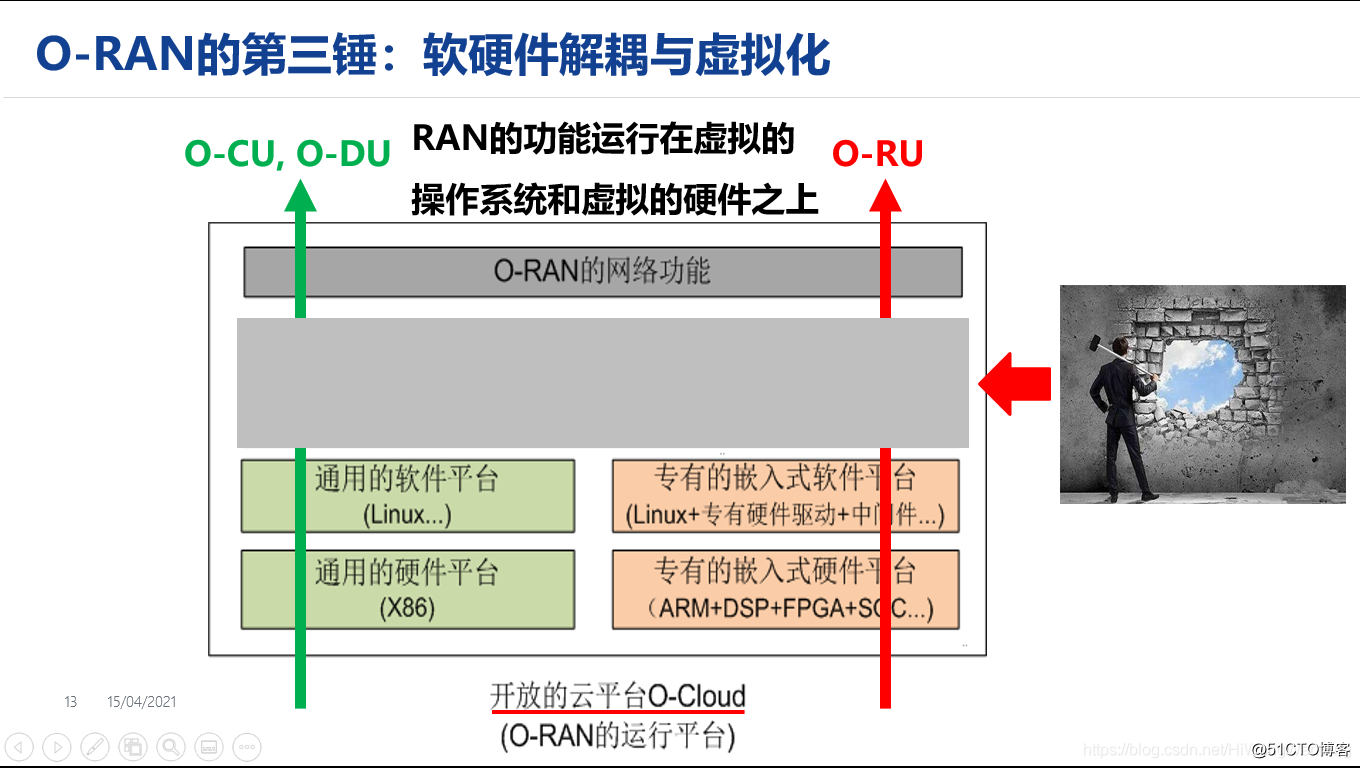 O-RAN的第三锤：软硬件解耦与虚拟化
O-CU, O-DU
RAN的功能运行在虚拟的
操作系统和虚拟的硬件之上
O-RU
O-RAN的网络功能
通用的软件平台
(Linux...)
专有的嵌入式软件平台
(Linux+专有硬件驱动+中间件...)
通用的硬件平台
(X86)
专有的嵌入式硬件平台
（ARM+DSP+FPGA+SOC...)
开放的云平台O-Cloud
(O-RAN的运行平台)
13
15/04/2021
https://blog.csdn.net/HiW
@51CTO博客